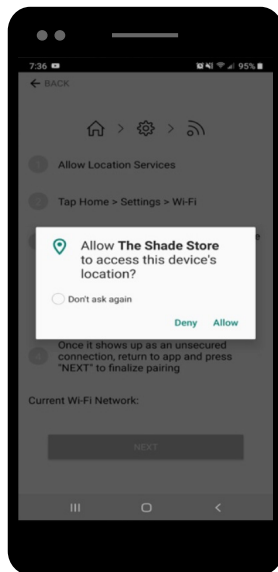 7:36 95%
BACK
1 Allow Location Services
2 Tap Home > Settings > Wi-Fi
Allow The Shade Store
to access this device's
location?
Don't ask again
Deny Allow
Once it shows up as an unsecured
connection, return to app and press
"NEXT" to finalize pairing
Current Wi-Fi Network:
NEXT